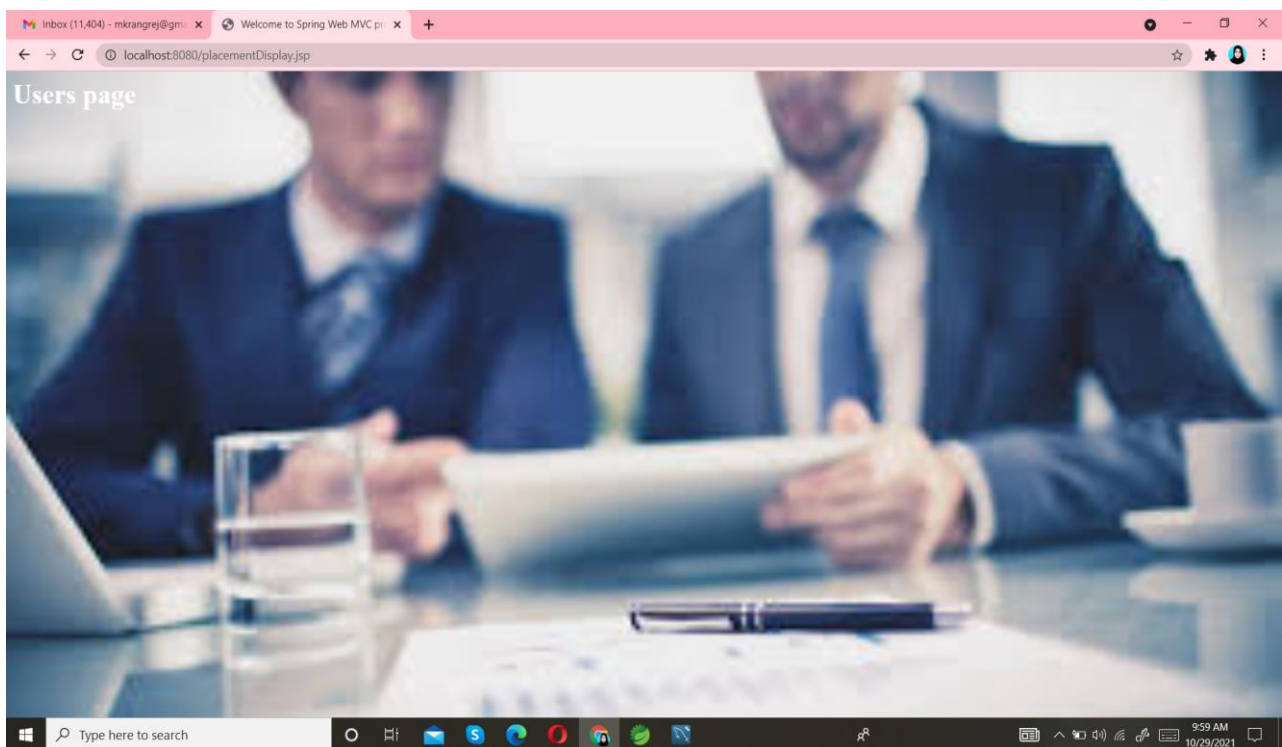 Inbox (11,404) - mkrangrej@gm
Welcome to Spring Web MVC pr
localhost:8080/placementDisplay.jsp
Users page
Type here to search
9:59 AM
10/29/2021